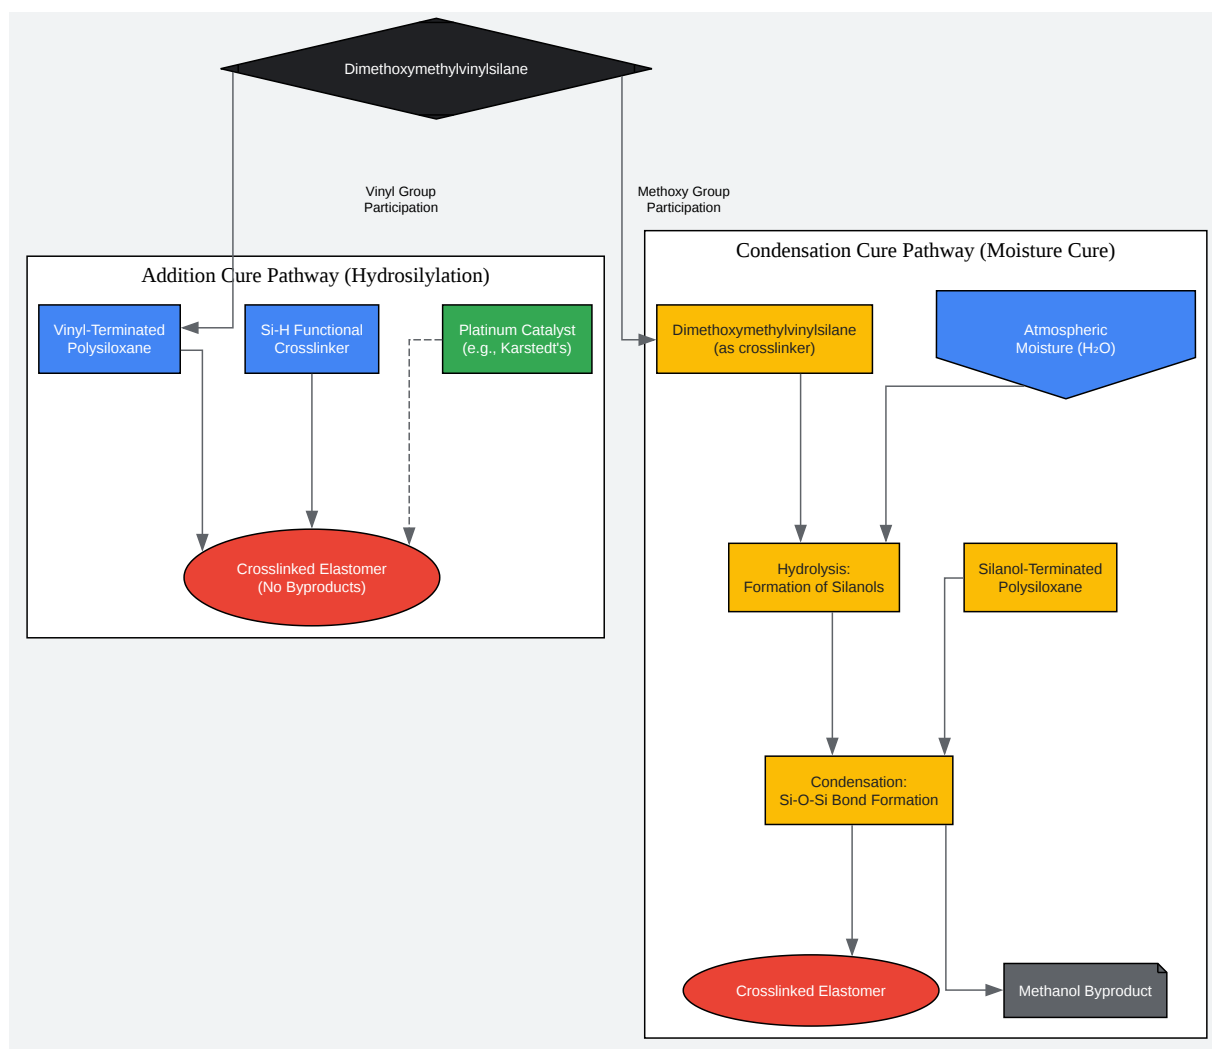 Dimethoxymethylvinylsilane
Vinyl Group
Participation
Methoxy Group
Participation
Addition Cure Pathway (Hydrosilylation)
Vinyl-Terminated
Polysiloxane
Si-H Functional
Crosslinker
Platinum Catalyst
(e.g., Karstedt's)
Crosslinked Elastomer
(No Byproducts)
Condensation Cure Pathway (Moisture Cure)
Dimethoxymethylvinylsilane
(as crosslinker)
Atmospheric
Moisture (H₂O)
Hydrolysis:
Formation of Silanols
Silanol-Terminated
Polysiloxane
Condensation:
Si-O-Si Bond Formation
Crosslinked Elastomer
Methanol Byproduct